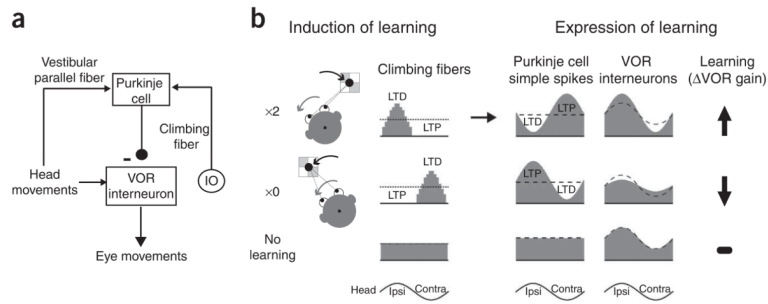 a
Vestibular
parallel fiber
Purkinje
cell
Climbing
fiber
-
Head
movements
VOR
interneuron
IO
Eye movements
b
Induction of learning
Expression of learning
Climbing fibers
Purkinje cell
simple spikes
VOR
interneurons
Learning
(ΔVOR gain)
×2
LTD
LTP
LTD
LTP
×0
LTD
LTP
LTP
LTD
No
learning
Head
Ipsi
Contra
Ipsi
Contra
Ipsi
Contra